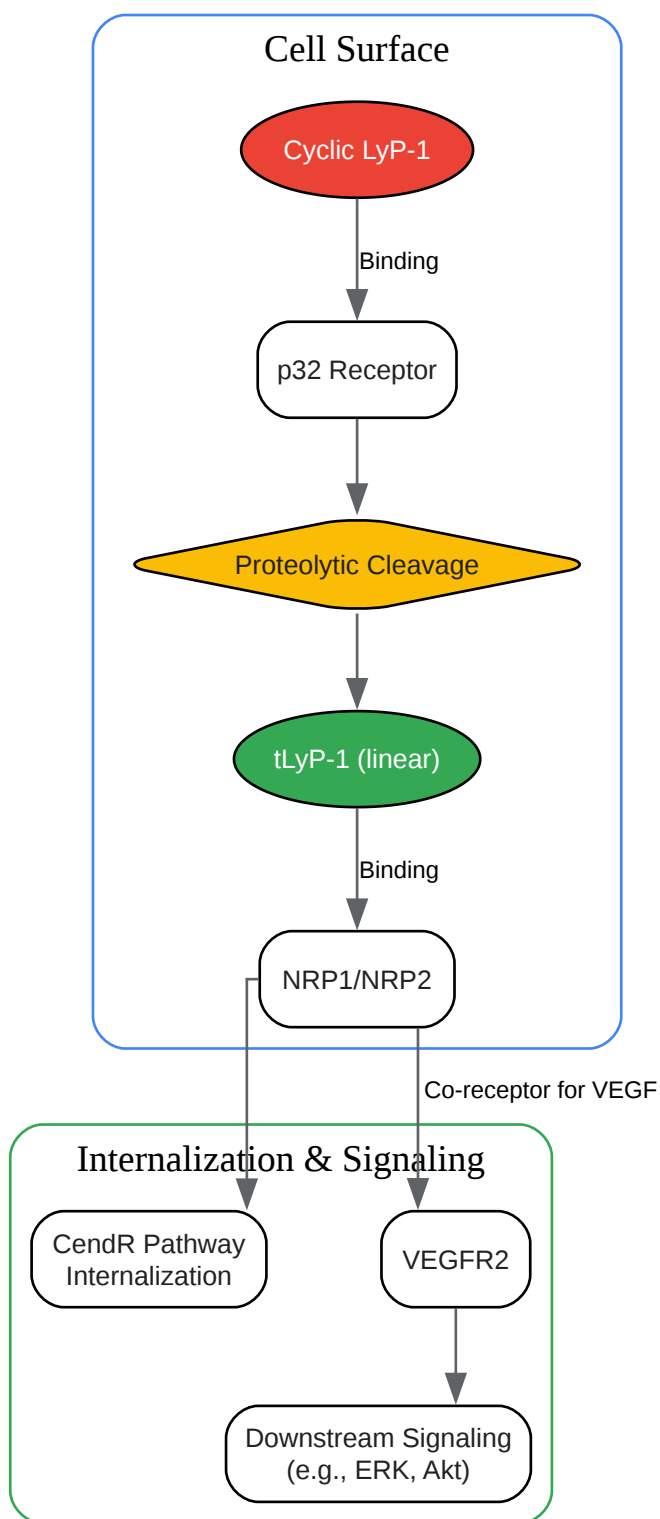 Cell Surface
Cyclic LyP-1
Binding
p32 Receptor
Proteolytic Cleavage
tLyP-1 (linear)
Binding
NRP1/NRP2
Co-receptor for VEGF
Internalization & Signaling
CendR Pathway
Internalization
VEGFR2
Downstream Signaling
(e.g., ERK, Akt)